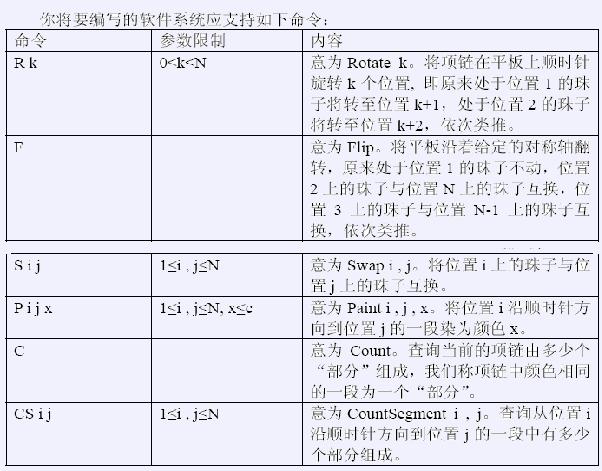 你将要编写的软件系统应支持如下命令：
命令 参数限制 内容
R k 0<k<N 意为 Rotate k。将项链在平板上顺时针
旋转 k 个位置, 即原来处于位置 1 的珠
子将转至位置 k+1，处于位置 2 的珠子
将转至位置 k+2，依次类推。
F 意为 Flip。将平板沿着给定的对称轴翻
转，原来处于位置 1 的珠子不动，位置
2 上的珠子与位置 N 上的珠子互换，位
置 3 上的珠子与位置 N-1 上的珠子互
换，依次类推。
S i j 1≤i , j≤N 意为 Swap i , j。将位置 i 上的珠子与位
置 j 上的珠子互换。
P i j x 1≤i , j≤N, x≤c 意为 Paint i , j , x。将位置 i 沿顺时针方
向到位置 j 的一段染为颜色 x。
C 意为 Count。查询当前的项链由多少个
“部分”组成，我们称项链中颜色相同
的一段为一个“部分”。
CS i j 1≤i , j≤N 意为 CountSegment i , j。查询从位置 i
沿顺时针方向到位置 j 的一段中有多少
个部分组成。